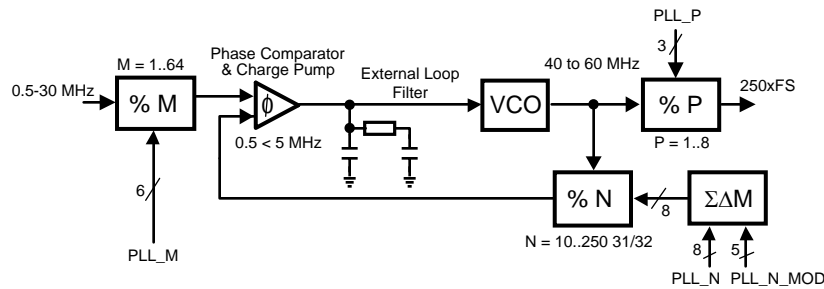 PLL_P
3
Phase Comparator
& Charge Pump
M = 1..64
External Loop
Filter
40 to 60 MHz
0.5-30 MHz
% M
ϕ
VCO
% P
250xFS
0.5 < 5 MHz
P = 1..8
6
% N
8
ΣΔM
N = 10..250 31/32
8
5
PLL_M
PLL_N
PLL_N_MOD